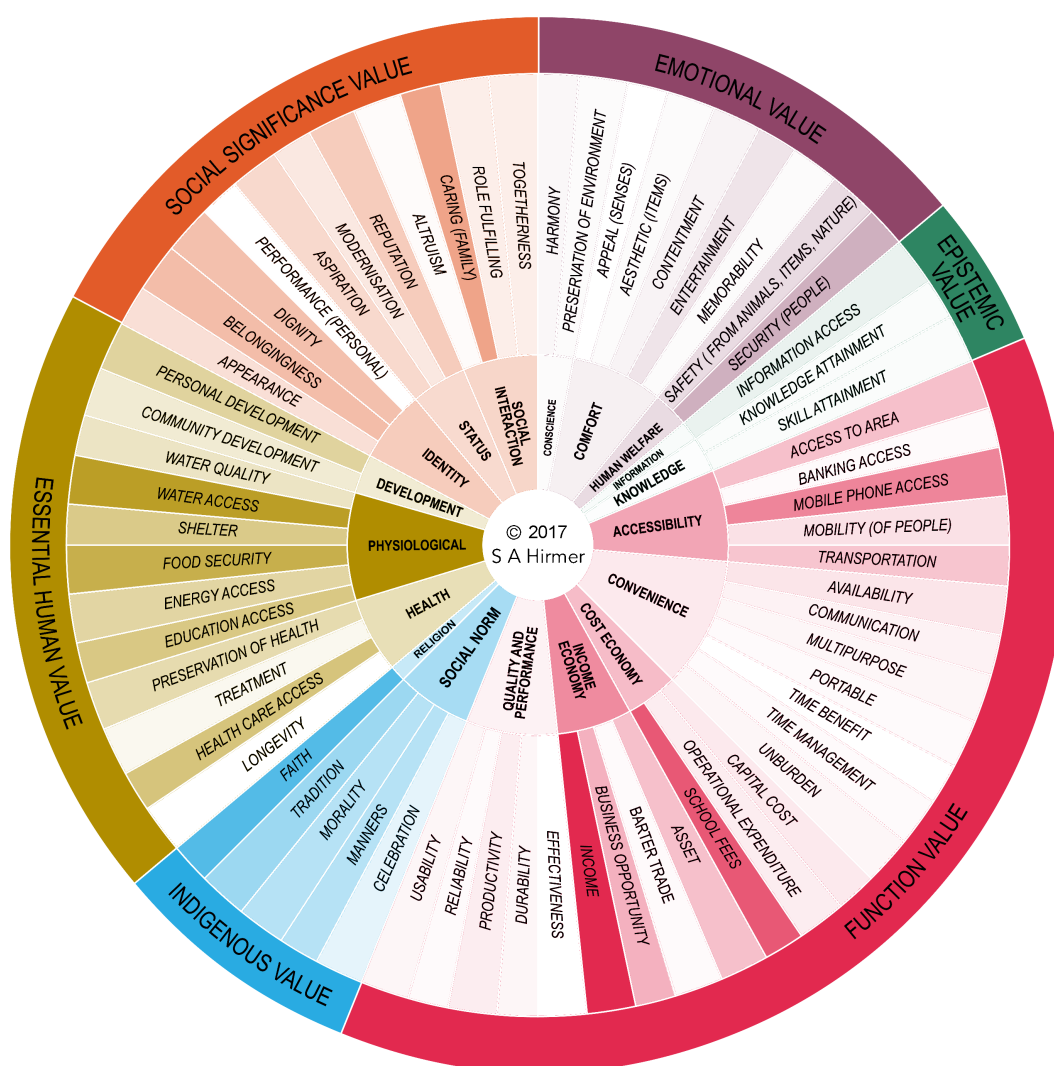 SOCIAL SIGNIFICANCE VALUE
EMOTIONAL VALUE
EPISTEMIC
VALUE
FUNCTION VALUE
INDIGENOUS VALUE
ESSENTIAL HUMAN VALUE
HARMONY
PRESERVATION OF ENVIRONMENT
APPEAL (SENSES)
AESTHETIC (ITEMS)
CONTENTMENT
ENTERTAINMENT
MEMORABILITY
SAFETY ( FROM ANIMALS, ITEMS, NATURE)
SECURITY (PEOPLE)
INFORMATION ACCESS
KNOWLEDGE ATTAINMENT
SKILL ATTAINMENT
ACCESS TO AREA
BANKING ACCESS
MOBILE PHONE ACCESS
MOBILITY (OF PEOPLE)
TRANSPORTATION
AVAILABILITY
COMMUNICATION
MULTIPURPOSE
PORTABLE
TIME BENEFIT
TIME MANAGEMENT
UNBURDEN
CAPITAL COST
OPERATIONAL EXPENDITURE
SCHOOL FEES
ASSET
BARTER TRADE
BUSINESS OPPORTUNITY
INCOME
EFFECTIVENESS
DURABILITY
PRODUCTIVITY
RELIABILITY
USABILITY
CELEBRATION
MANNERS
MORALITY
TRADITION
FAITH
LONGEVITY
HEALTH CARE ACCESS
TREATMENT
PRESERVATION OF HEALTH
EDUCATION ACCESS
ENERGY ACCESS
FOOD SECURITY
SHELTER
WATER ACCESS
WATER QUALITY
COMMUNITY DEVELOPMENT
PERSONAL DEVELOPMENT
APPEARANCE
BELONGINGNESS
DIGNITY
PERFORMANCE (PERSONAL)
ASPIRATION
MODERNISATION
REPUTATION
ALTRUISM
CARING (FAMILY)
ROLE FULFILLING
TOGETHERNESS
CONSCIENCE
COMFORT
HUMAN WELFARE
INFORMATION
KNOWLEDGE
ACCESSIBILITY
CONVENIENCE
COST ECONOMY
INCOME
ECONOMY
QUALITY AND
PERFORMANCE
SOCIAL NORM
RELIGION
HEALTH
PHYSIOLOGICAL
DEVELOPMENT
IDENTITY
STATUS
SOCIAL
INTERACTION
© 2017
S A Hirmer